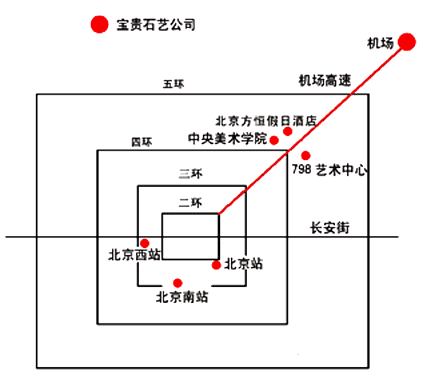 宝贵石艺公司
机场
五环
机场高速
北京方恒假日酒店
中央美术学院
四环
798 艺术中心
三环
二环
长安街
北京西站
北京站
北京南站